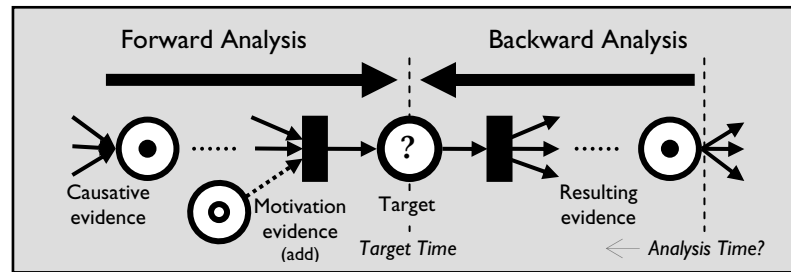 Forward Analysis
Backward Analysis
?
Causative
evidence
Motivation
evidence
(add)
Target
Resulting
evidence
Target Time
Analysis Time?